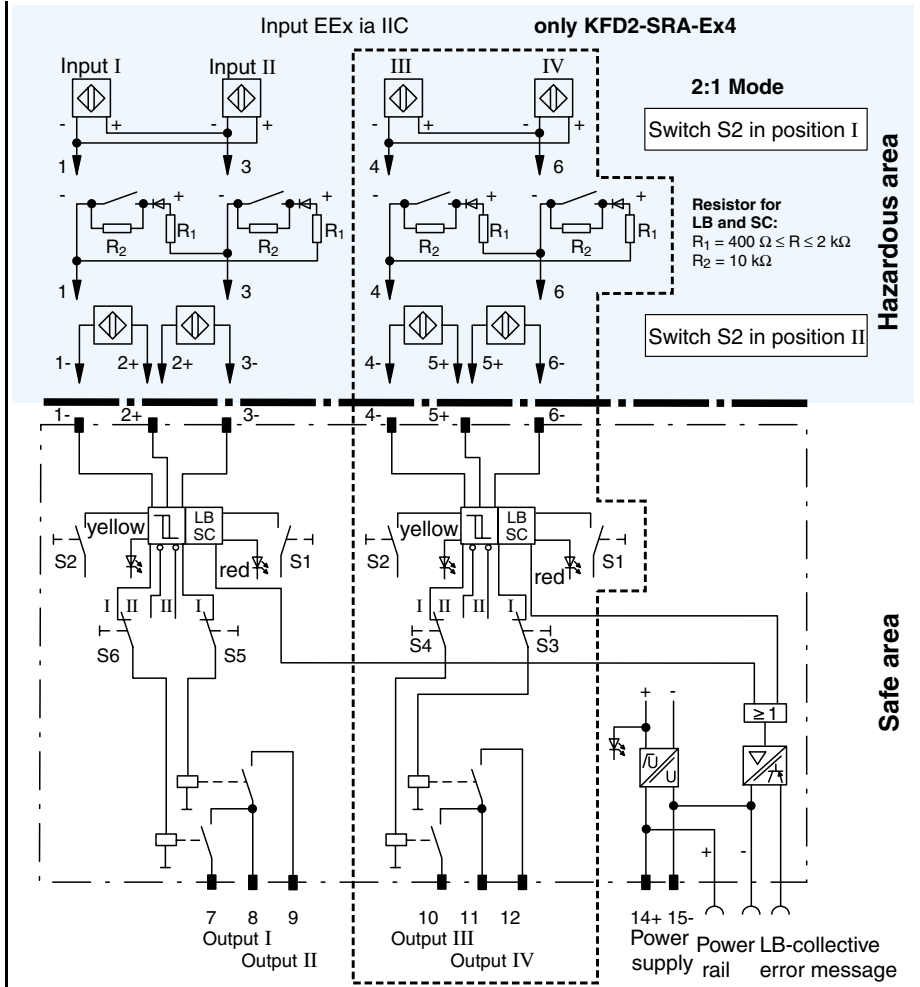 Input EEx ia IIC
only KFD2-SRA-Ex4
Input I
Input II
III
IV
2:1 Mode
- + - + - + - +
Switch S2 in position I
1 3 4 6
- + - + - + - +
R2 R1 R2 R1 R2 R1 R2 R1
Resistor for
LB and SC:
R1 = 400 Ω ≤ R ≤ 2 kΩ
R2 = 10 kΩ
1 3 4 6
Hazardous area
Switch S2 in position II
1- 2+ 2+ 3- 4- 5+ 5+ 6-
1- 2+ 3- 4- 5+ 6-
yellow LB yellow LB
SC SC
S2 red S1 S2 red S1
I II II I I II II I
S6 S5 S4 S3
Safe area
+ -
≥ 1
U
U
+ -
7 8 9 10 11 12 14+ 15-
Output I
Output II
Output III
Output IV
Power
supply
Power
rail
LB-collective
error message